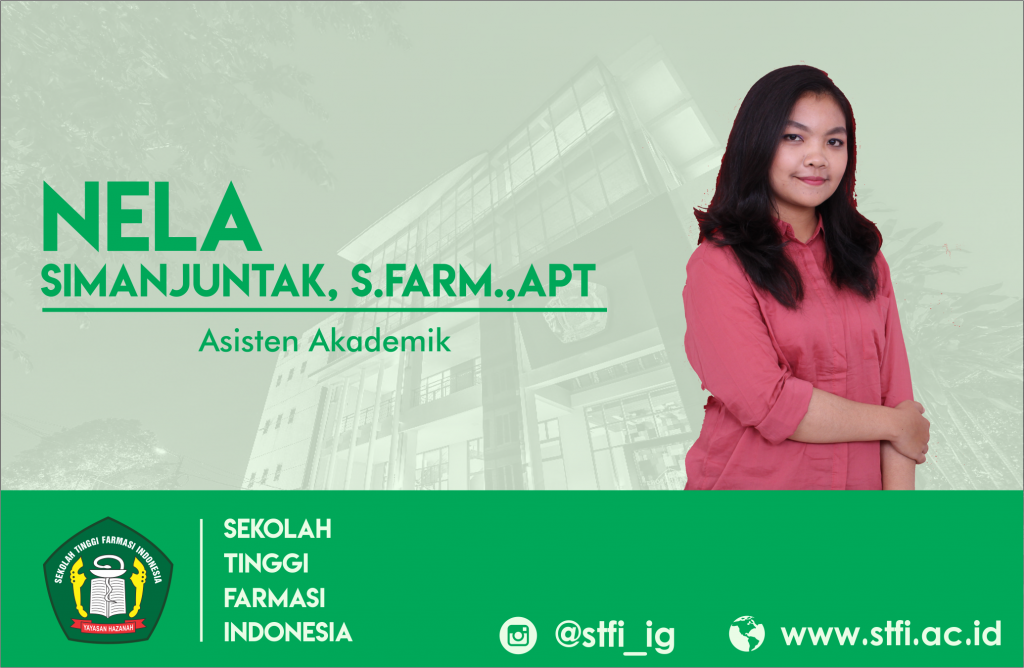 NELA
SIMANJUNTAK, S.FARM.,APT
Asisten Akademik
SEKOLAH TINGGI FARMASI INDONESIA
YAYASAN HAZANAH
SEKOLAH
TINGGI
FARMASI
INDONESIA
@stfi_ig
www.stfi.ac.id